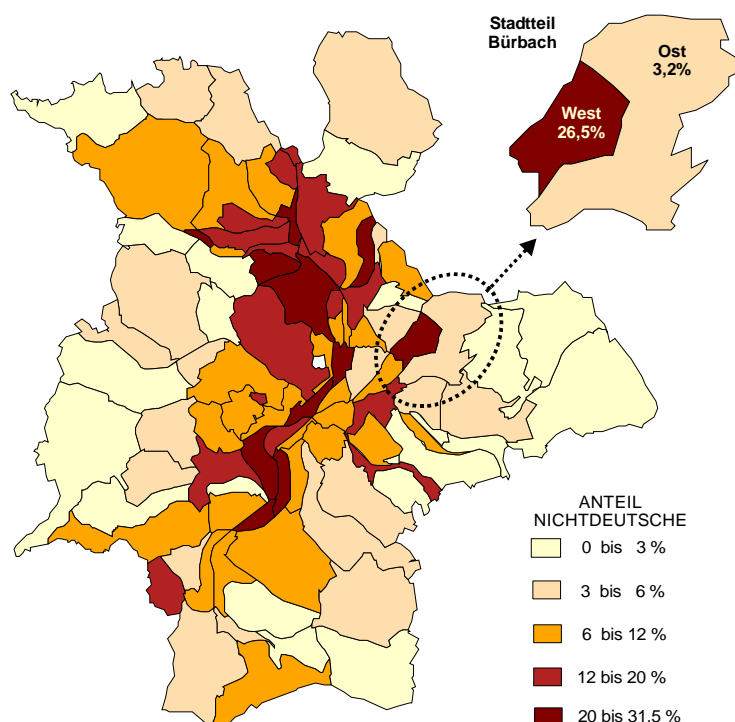 Stadtteil
Bürbach
Ost
3,2%
West
26,5%
ANTEIL
NICHTDEUTSCHE
0 bis 3 %
3 bis 6 %
6 bis 12 %
12 bis 20 %
20 bis 31,5 %